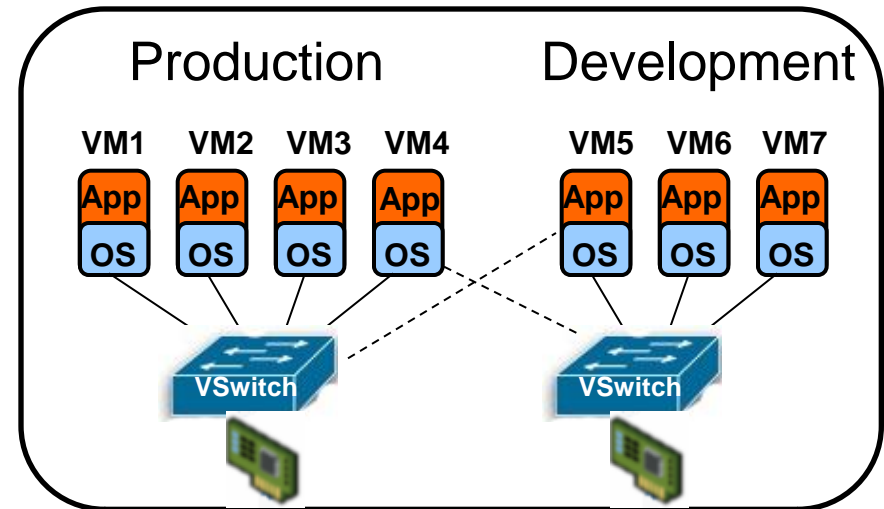 Production Development
VM1 VM2 VM3 VM4 VM5 VM6 VM7
App App App App App App App
OS OS OS OS OS OS OS
VSwitch VSwitch